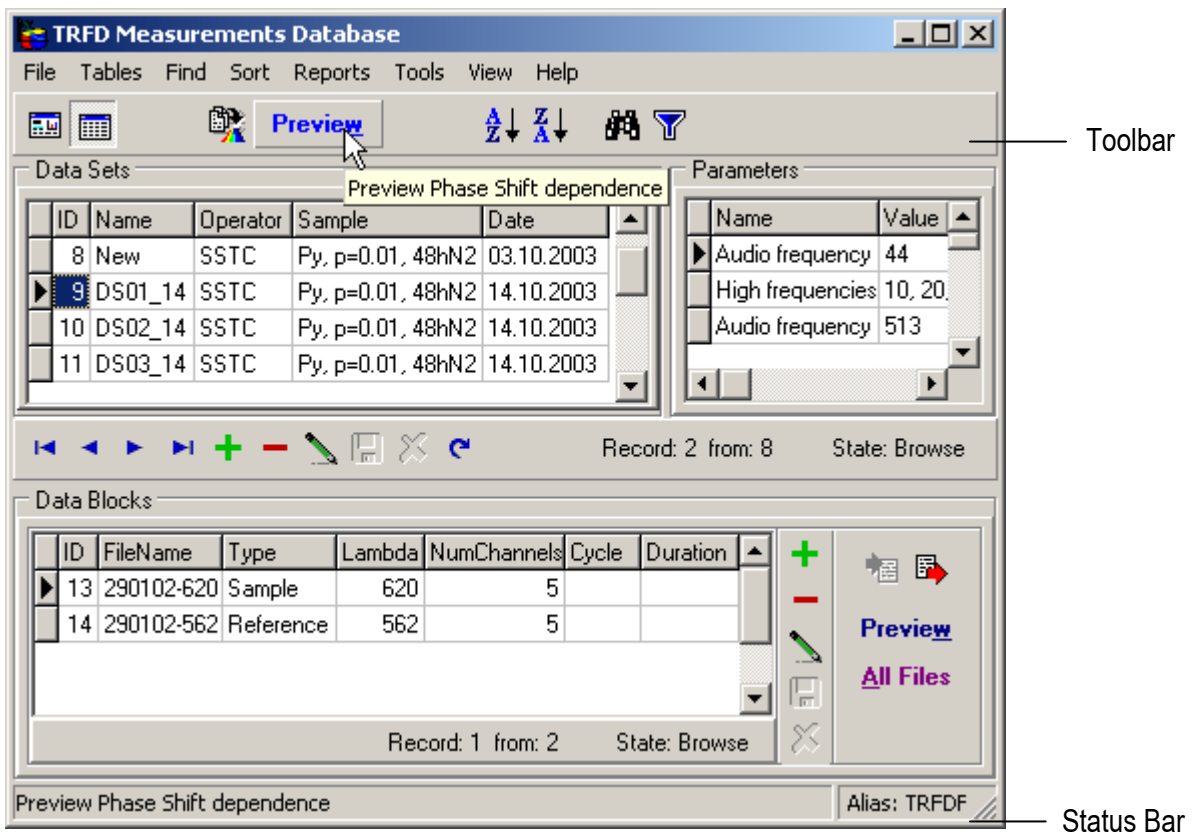 TRFD Measurements Database
File Tables Find Sort Reports Tools View Help
Preview
Toolbar
Preview Phase Shift dependence
Data Sets
ID Name Operator Sample Date
8 New SSTC Py, p=0.01, 48hN2 03.10.2003
9 DS01_14 SSTC Py, p=0.01, 48hN2 14.10.2003
10 DS02_14 SSTC Py, p=0.01, 48hN2 14.10.2003
11 DS03_14 SSTC Py, p=0.01, 48hN2 14.10.2003
Parameters
Name Value
Audio frequency 44
High frequencies 10, 20,
Audio frequency 513
Record: 2 from: 8 State: Browse
Data Blocks
ID FileName Type Lambda NumChannels Cycle Duration
13 290102-620 Sample 620 5
14 290102-562 Reference 562 5
Record: 1 from: 2 State: Browse
Preview
All Files
Preview Phase Shift dependence Alias: TRFDF
Status Bar